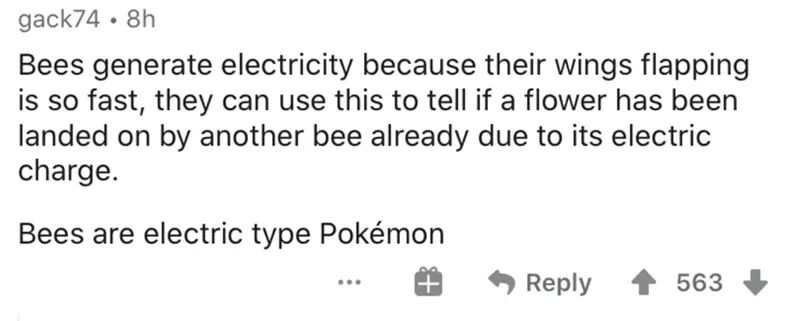 gack74 • 8h
Bees generate electricity because their wings flapping
is so fast, they can use this to tell if a flower has been
landed on by another bee already due to its electric
charge.
Bees are electric type Pokémon
Reply 563